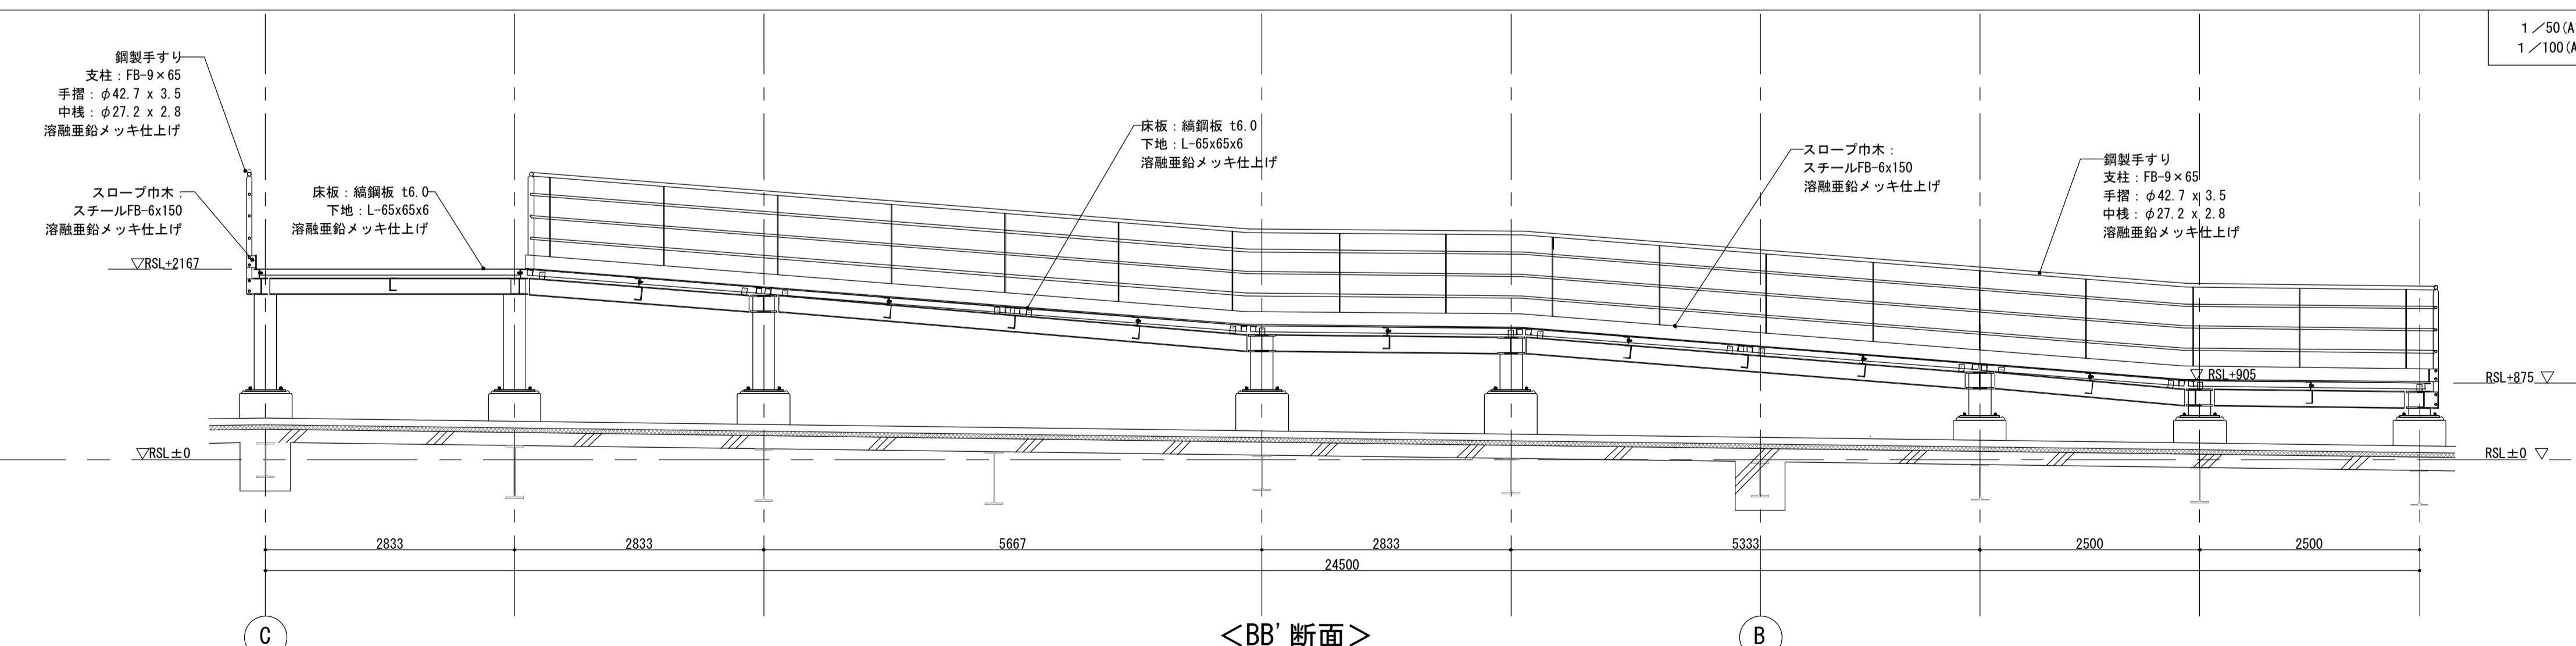 1／50(A
1／100(A
鋼製手すり
支柱：FB-9×65
手摺：φ42.7 x 3.5
中桟：φ27.2 x 2.8
溶融亜鉛メッキ仕上げ
スロープ巾木：
スチールFB-6x150
溶融亜鉛メッキ仕上げ
床板：縞鋼板 t6.0
下地：L-65x65x6
溶融亜鉛メッキ仕上げ
床板：縞鋼板 t6.0
下地：L-65x65x6
溶融亜鉛メッキ仕上げ
スロープ巾木：
スチールFB-6x150
溶融亜鉛メッキ仕上げ
鋼製手すり
支柱：FB-9×65
手摺：φ42.7 x 3.5
中桟：φ27.2 x 2.8
溶融亜鉛メッキ仕上げ
▽RSL+2167
▽ RSL+905
RSL+875 ▽
▽RSL±0
RSL±0 ▽
2833 2833 5667 2833 5333 2500 2500
24500
C
＜BB' 断面＞
B